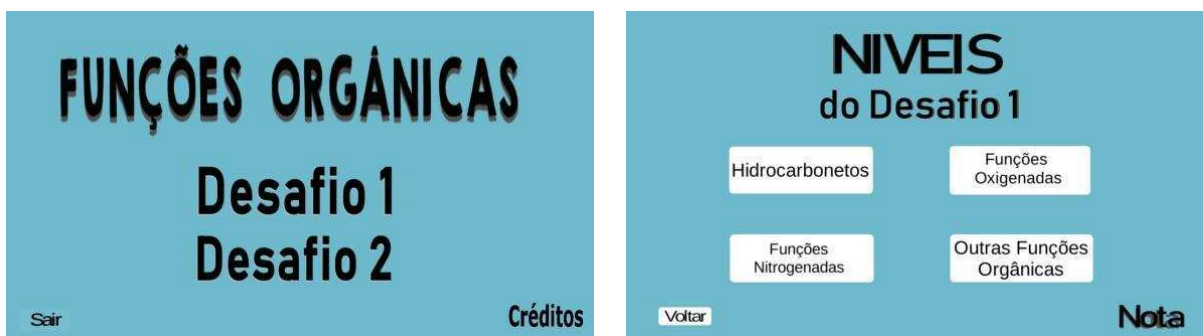 FUNÇÕES ORGÂNICAS
Desafio 1
Desafio 2
Sair
Créditos
NIVEIS
do Desafio 1
Hidrocarbonetos
Funções
Oxigenadas
Funções
Nitrogenadas
Outras Funções
Orgânicas
Voltar
Nota